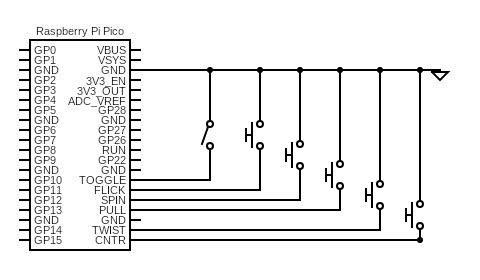 Raspberry Pi Pico
GP0 VBUS
GP1 VSYS
GND GND
GP2 3V3_EN
GP3 3V3_OUT
GP4 ADC_VREF
GP5 GP28
GND GND
GP6 GP27
GP7 GP26
GP8 RUN
GP9 GP22
GND GND
GP10 TOGGLE
GP11 FLICK
GP12 SPIN
GP13 PULL
GND GND
GP14 TWIST
GP15 CNTR